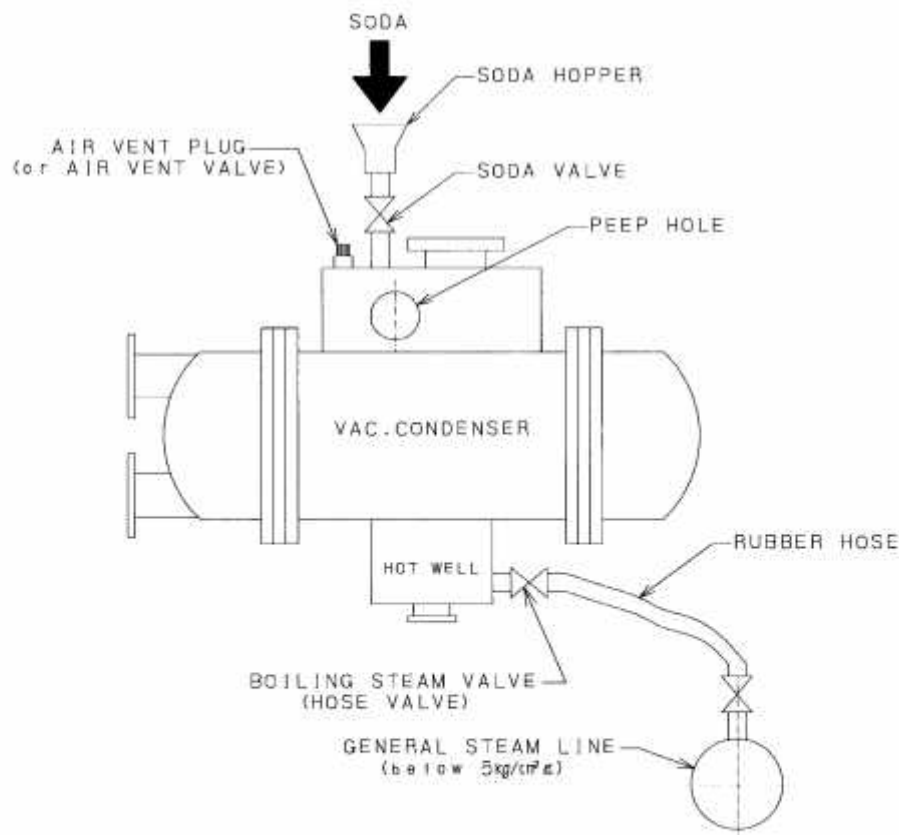 SODA
SODA HOPPER
AIR VENT PLUG
(or AIR VENT VALVE)
SODA VALVE
PEEP HOLE
VAC.CONDENSER
RUBBER HOSE
HOT WELL
BOILING STEAM VALVE
(HOSE VALVE)
GENERAL STEAM LINE
(below 5kg/cm²g)